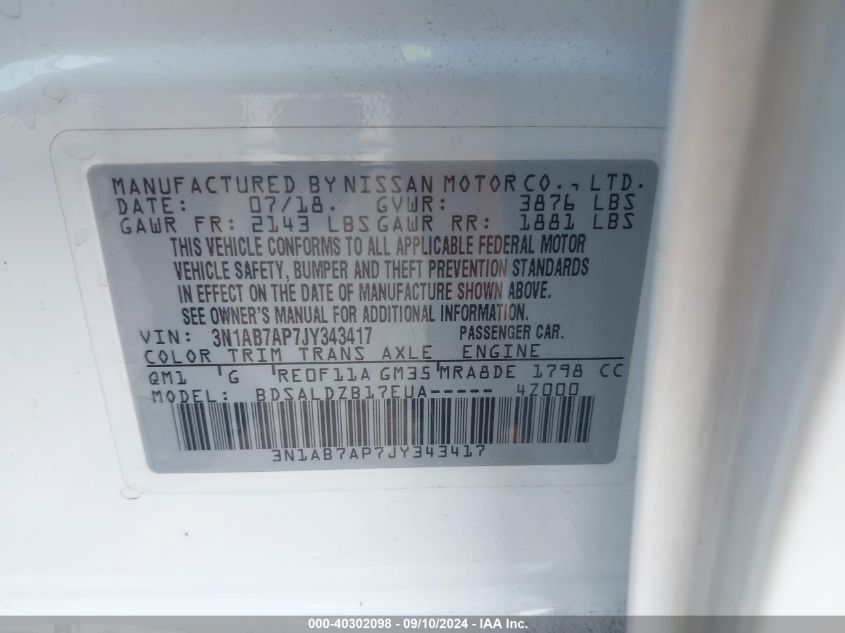 MANUFACTURED BY NISSAN MOTOR CO., LTD.
DATE: 07/18. GVWR: 3876 LBS
GAWR FR: 2143 LBS GAWR RR: 1881 LBS
THIS VEHICLE CONFORMS TO ALL APPLICABLE FEDERAL MOTOR
VEHICLE SAFETY, BUMPER AND THEFT PREVENTION STANDARDS
IN EFFECT ON THE DATE OF MANUFACTURE SHOWN ABOVE.
SEE OWNER'S MANUAL FOR ADDITIONAL INFORMATION.
VIN: 3N1AB7AP7JY343417 PASSENGER CAR.
COLOR TRIM TRANS AXLE ENGINE
QM1 G RE0F11A GM35 MRA8DE 1798 CC
MODEL: BDSALDZB17EUA----- 4Z000
3N1AB7AP7JY343417
000-40302098 - 09/10/2024 - IAA, Inc.